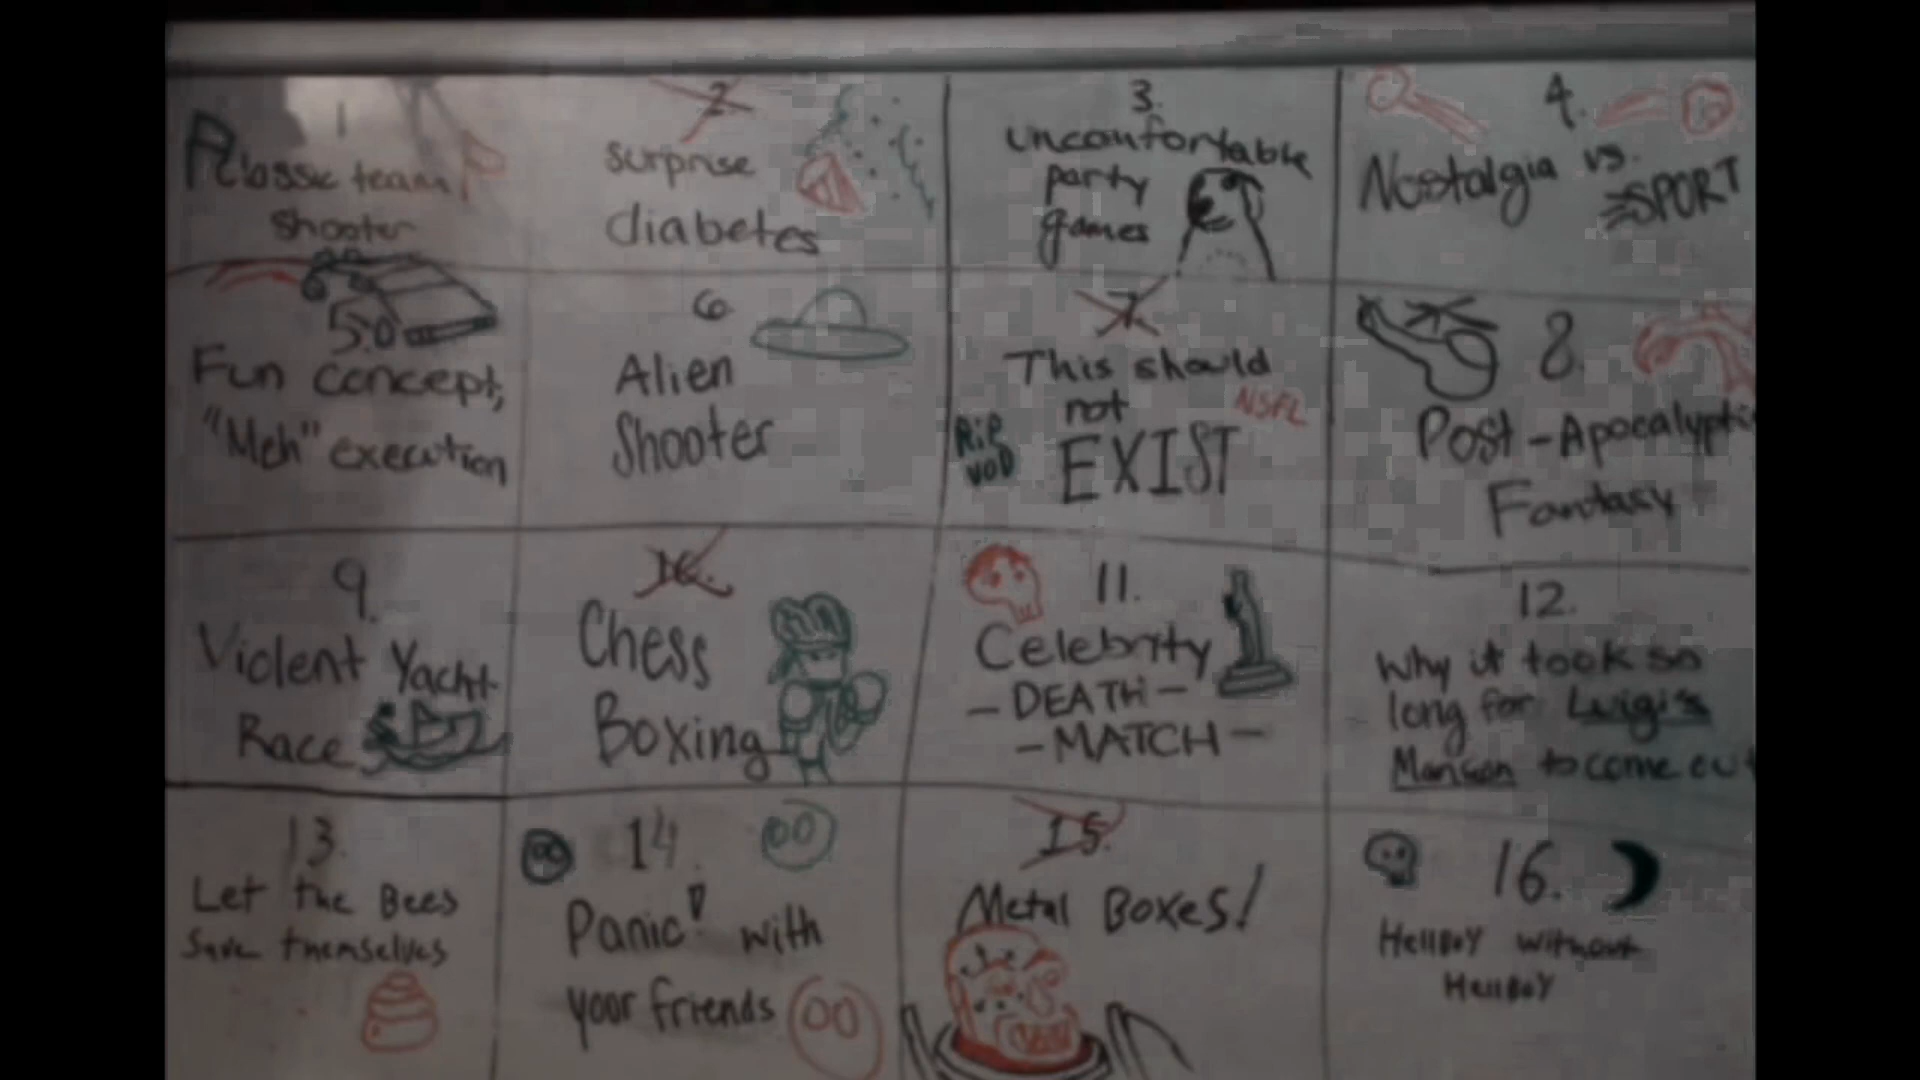 1
Classic team
shooter
2.
surprise
diabetes
3.
Uncomfortable
party
games
4.
Nostalgia vs.
SPORT
5.0
Fun concept,
"Meh" execution
6
Alien
Shooter
7.
This should
not
EXIST
NSFL
RiP
VOD
8.
Post-Apocalyptic
Fantasy
9.
Violent Yacht
Race
Chess
Boxing
11.
Celebrity
- DEATH -
- MATCH -
12.
Why it took so
long for Luigi's
Mansion to come out
13.
Let the Bees
Save themselves
14.
Panic! with
your friends
15.
Metal BOXES!
16.
HellBoY without
HellBoY